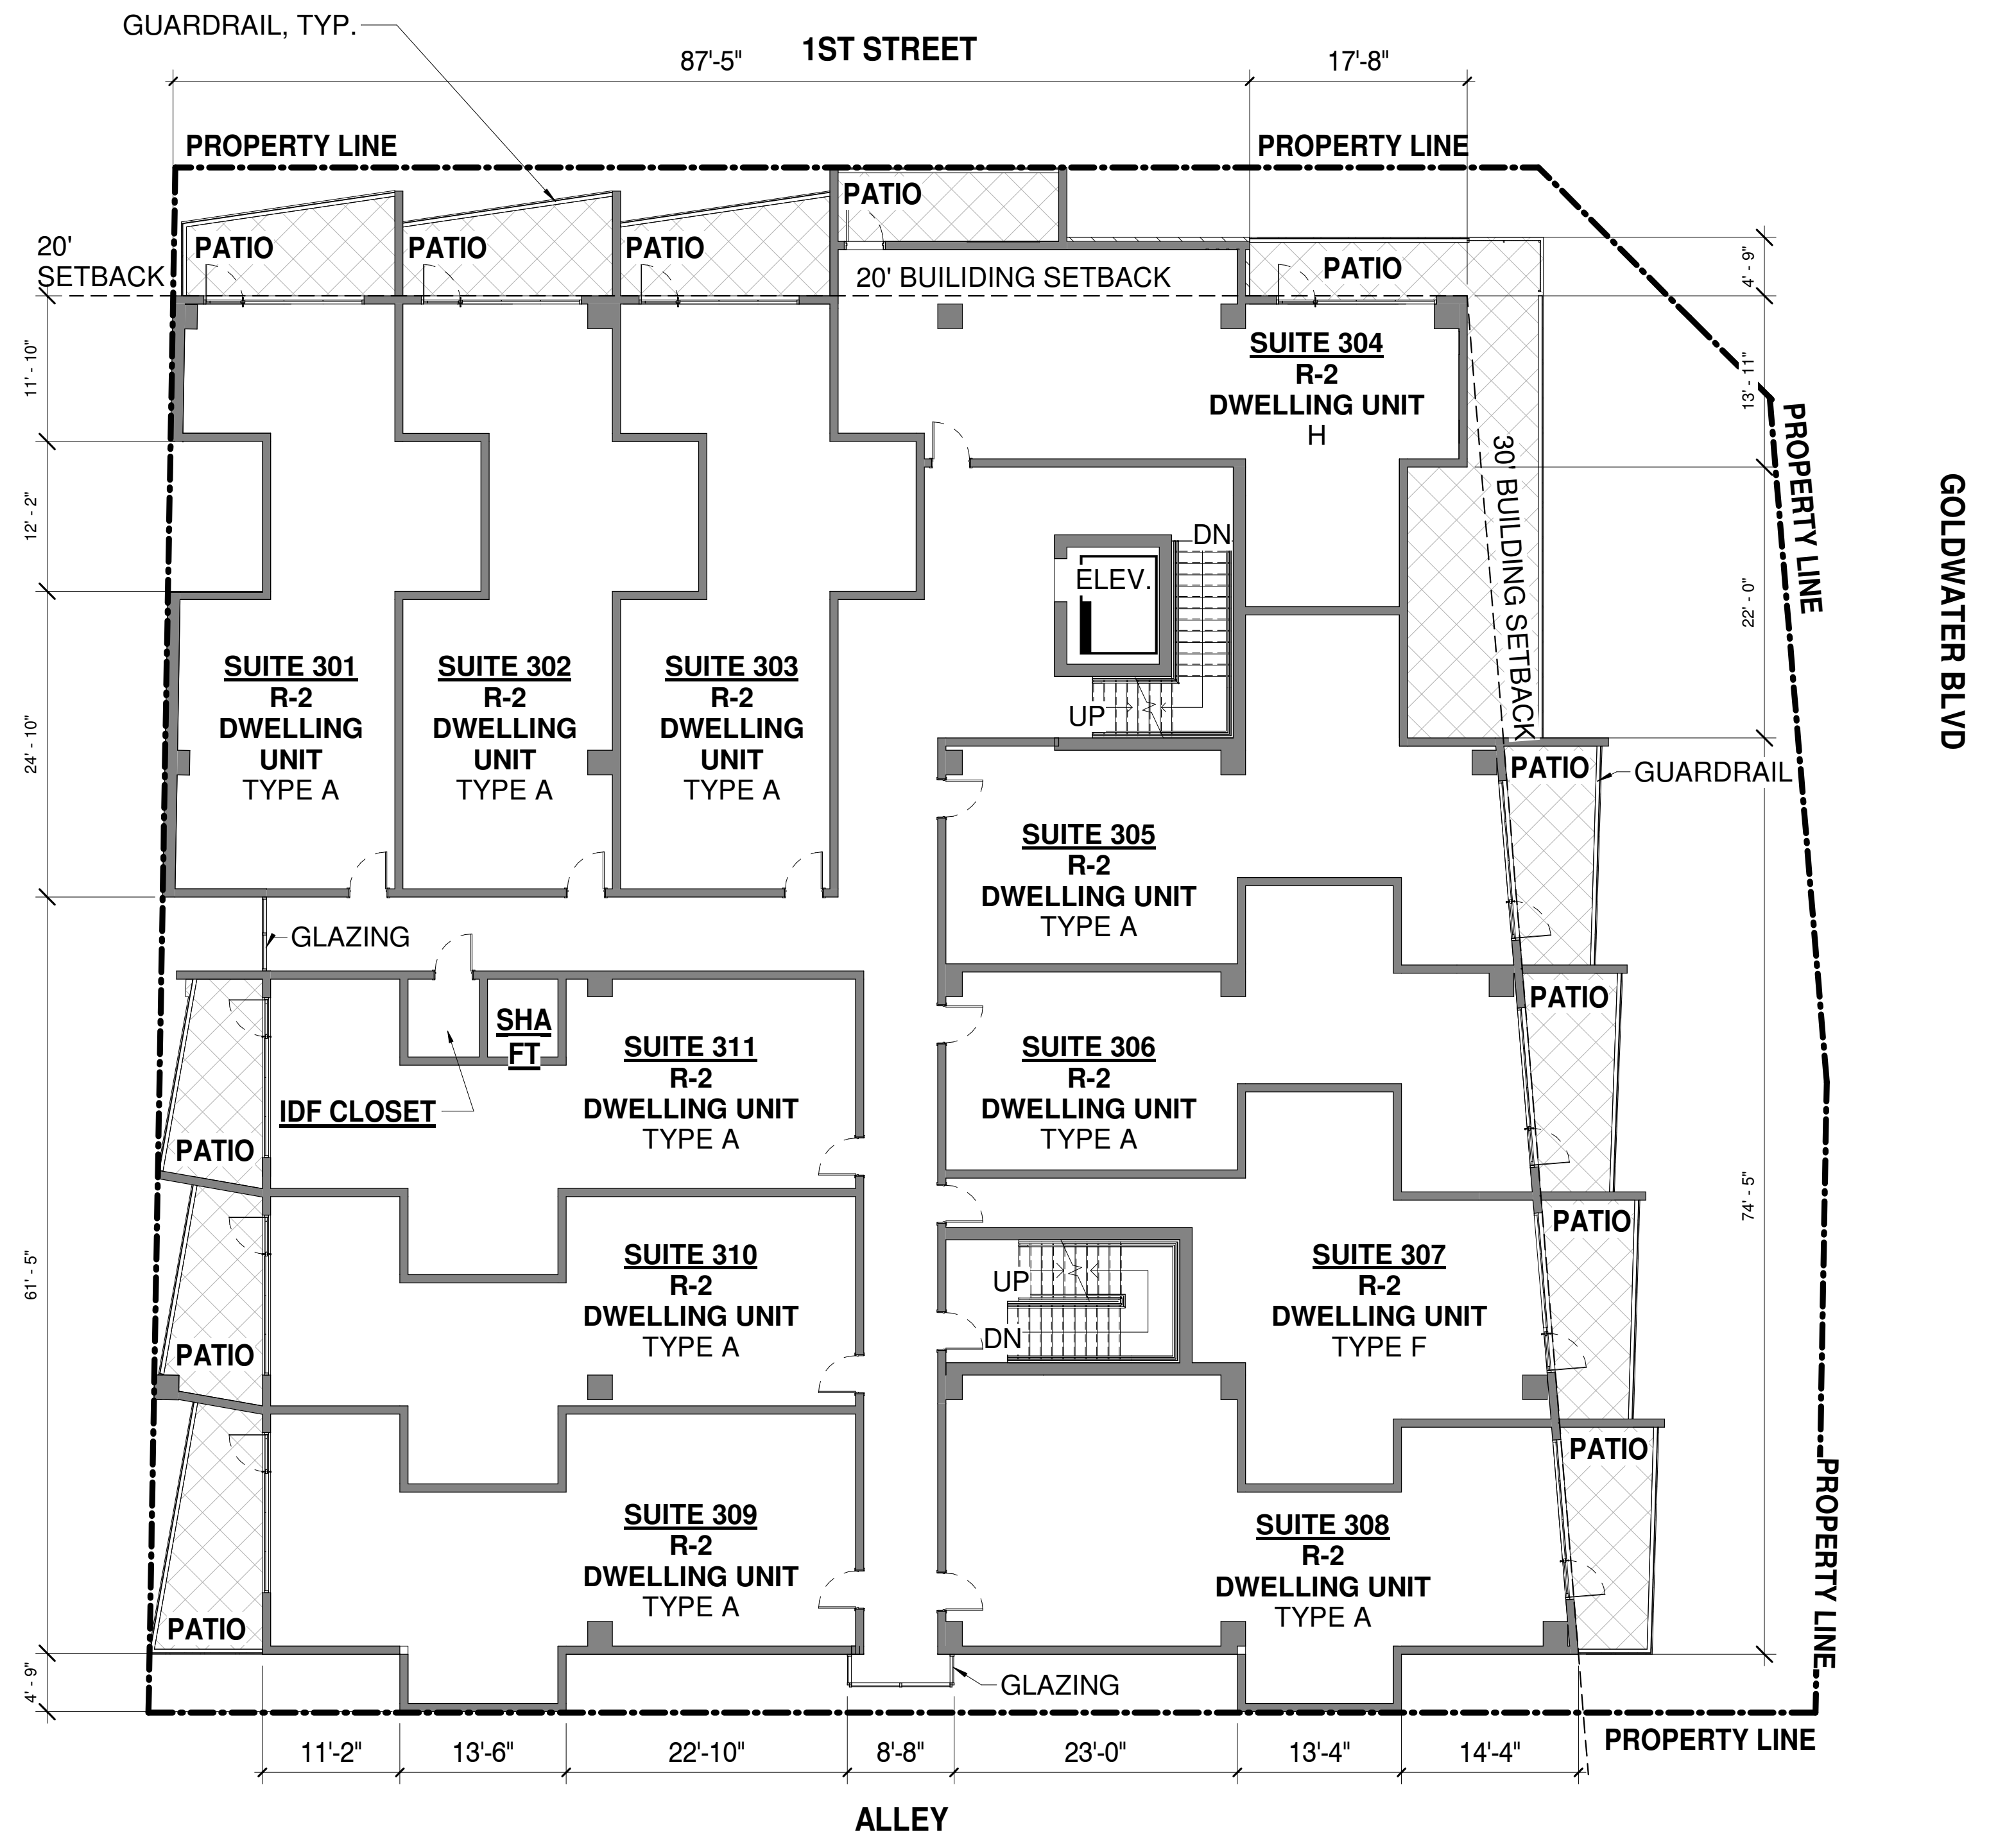 GUARDRAIL, TYP.
1ST STREET
87'-5"
17'-8"
PROPERTY LINE
PROPERTY LINE
PATIO
20'
SETBACK
PATIO
PATIO
PATIO
20' BUILIDING SETBACK
PATIO
4' - 9"
SUITE 304
R-2
DWELLING UNIT
H
11' - 10"
13' - 11"
PROPERTY LINE
30' BUILDING SETBACK
GOLDWATER BLVD
12' - 2"
DN
ELEV.
UP
22' - 0"
SUITE 301
R-2
DWELLING
UNIT
TYPE A
SUITE 302
R-2
DWELLING
UNIT
TYPE A
SUITE 303
R-2
DWELLING
UNIT
TYPE A
24' - 10"
PATIO
GUARDRAIL
SUITE 305
R-2
DWELLING UNIT
TYPE A
GLAZING
PATIO
SHA
FT
IDF CLOSET
SUITE 311
R-2
DWELLING UNIT
TYPE A
SUITE 306
R-2
DWELLING UNIT
TYPE A
PATIO
74' - 5"
PATIO
61' - 5"
SUITE 310
R-2
DWELLING UNIT
TYPE A
UP
DN
SUITE 307
R-2
DWELLING UNIT
TYPE F
PATIO
PATIO
PROPERTY LINE
SUITE 309
R-2
DWELLING UNIT
TYPE A
SUITE 308
R-2
DWELLING UNIT
TYPE A
PATIO
4' - 9"
GLAZING
PROPERTY LINE
11'-2"
13'-6"
22'-10"
8'-8"
23'-0"
13'-4"
14'-4"
ALLEY